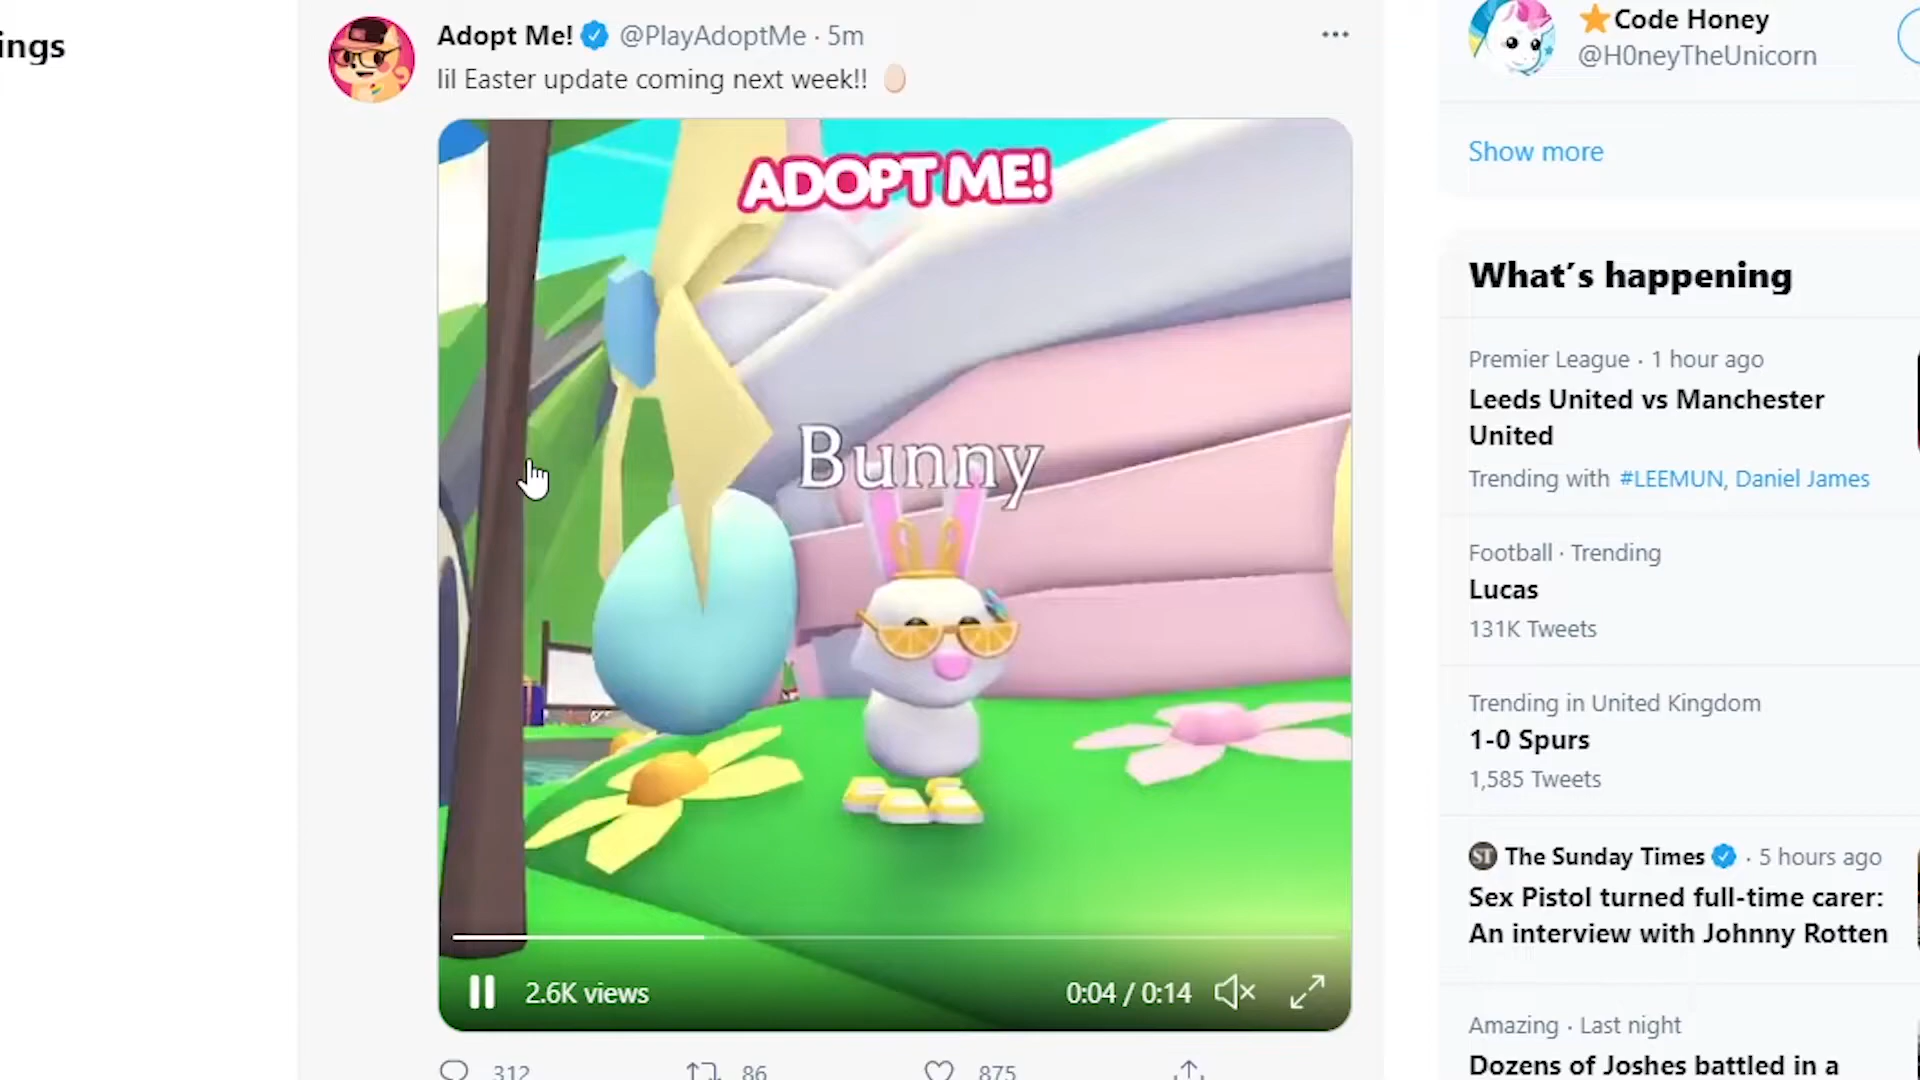 ings
Adopt Me! @PlayAdoptMe · 5m
lil Easter update coming next week!!
ADOPT ME!
Bunny
2.6K views
0:04 / 0:14
312
86
875
Code Honey
@H0neyTheUnicorn
Show more
What's happening
Premier League · 1 hour ago
Leeds United vs Manchester
United
Trending with #LEEMUN, Daniel James
Football · Trending
Lucas
131K Tweets
Trending in United Kingdom
1-0 Spurs
1,585 Tweets
ST The Sunday Times · 5 hours ago
Sex Pistol turned full-time carer:
An interview with Johnny Rotten
Amazing · Last night
Dozens of Joshes battled in a